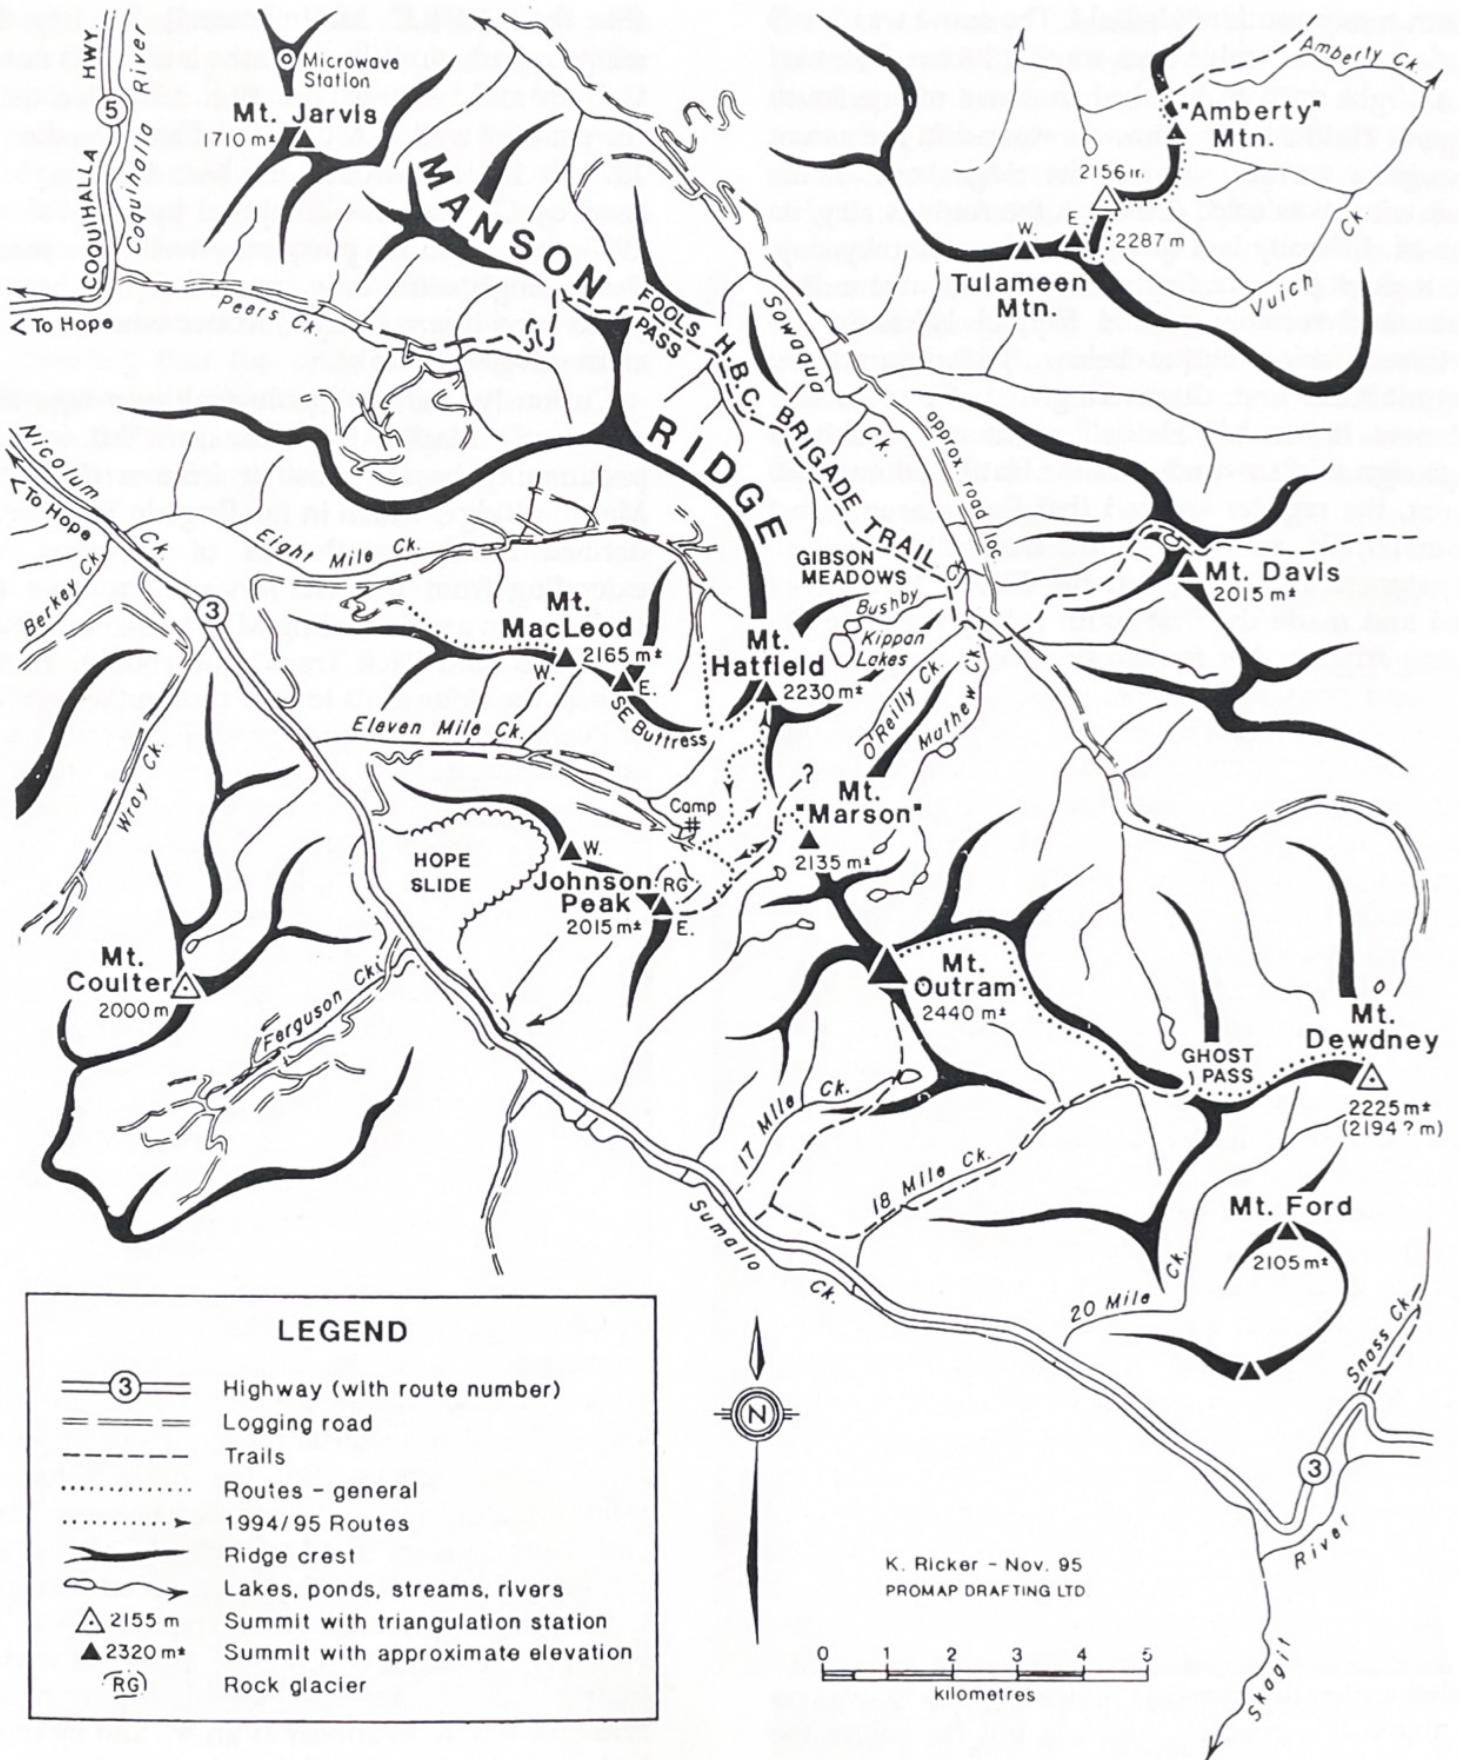 COQUIHALLA HWY.
5
Coquihalla River
Microwave
Station
Mt. Jarvis
1710 m±
MANSON
RIDGE
Amberty Ck.
"Amberty"
Mtn.
2156 m
E.
W.
2287 m
Tulameen
Mtn.
Vuich
Ck.
< To Hope
Peers Ck.
FOOLS
PASS
H.B.C. BRIGADE TRAIL
Sowaqua
Ck.
approx. road loc.
Nicolum
Ck.
< To Hope
Berkey Ck.
Eight Mile Ck.
3
GIBSON
MEADOWS
Ck.
Bushby
Kippan
Lakes
Mt. Davis
2015 m±
Mt.
MacLeod
2165 m±
W.
E.
SE Buttress
Mt.
Hatfield
2230 m±
O'Reilly Ck.
Mathew Ck.
Wray Ck.
Eleven Mile Ck.
?
Mt.
"Marson"
2135 m±
Camp
HOPE
SLIDE
W.
Johnson
Peak
RG
2015 m±
E.
Mt.
Coulter
2000 m
Ferguson Ck.
Mt.
Outram
2440 m±
Mt.
Dewdney
2225 m±
(2194 ? m)
GHOST
PASS
17 Mile Ck.
18 Mile Ck.
Mt. Ford
2105 m±
Sumallo
Ck.
20 Mile
Ck.
Snass Ck.
3
River
Skagit
LEGEND
3 Highway (with route number)
Logging road
Trails
Routes - general
1994/95 Routes
Ridge crest
Lakes, ponds, streams, rivers
2155 m Summit with triangulation station
2320 m± Summit with approximate elevation
RG Rock glacier
N
K. Ricker - Nov. 95
PROMAP DRAFTING LTD.
0 1 2 3 4 5
kilometres